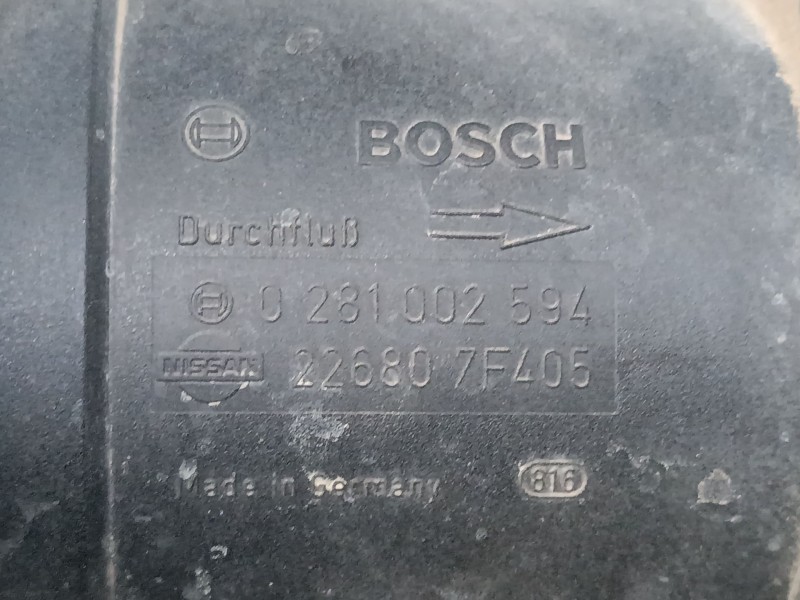 BOSCH
Durchfluß
0 281 002 594
NISSAN 22680 7F405
Made in Germany 816